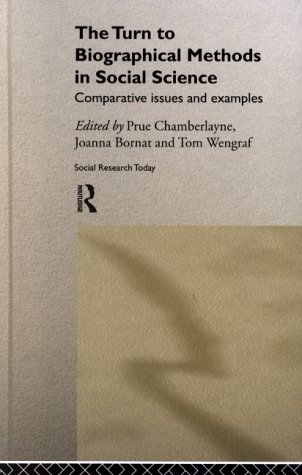 The Turn to
Biographical Methods
in Social Science
Comparative issues and examples
Edited by Prue Chamberlayne,
Joanna Bornat and Tom Wengraf
Social Research Today
ROUTLEDGE